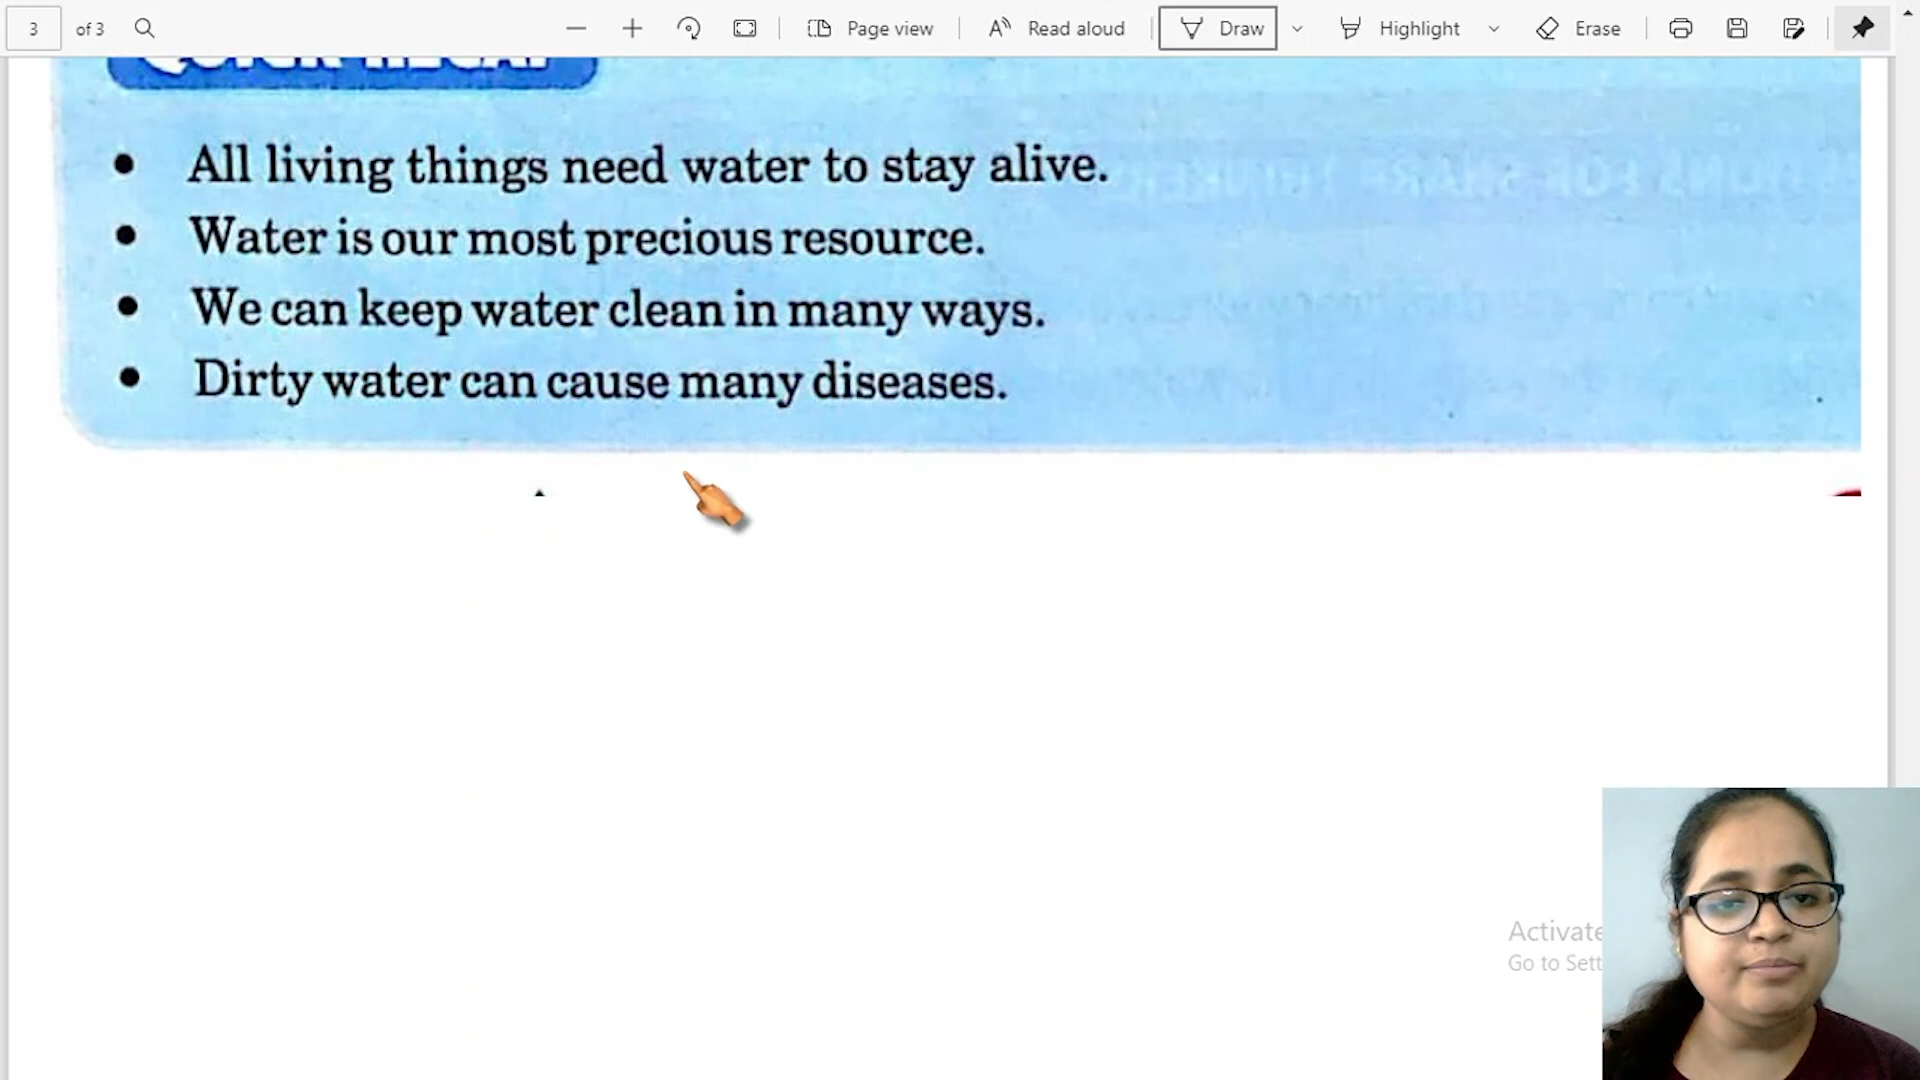 3 of 3 Page view Read aloud Draw Highlight Erase
QUICK RECAP
• All living things need water to stay alive.
• Water is our most precious resource.
• We can keep water clean in many ways.
• Dirty water can cause many diseases.
Activate
Go to Sett